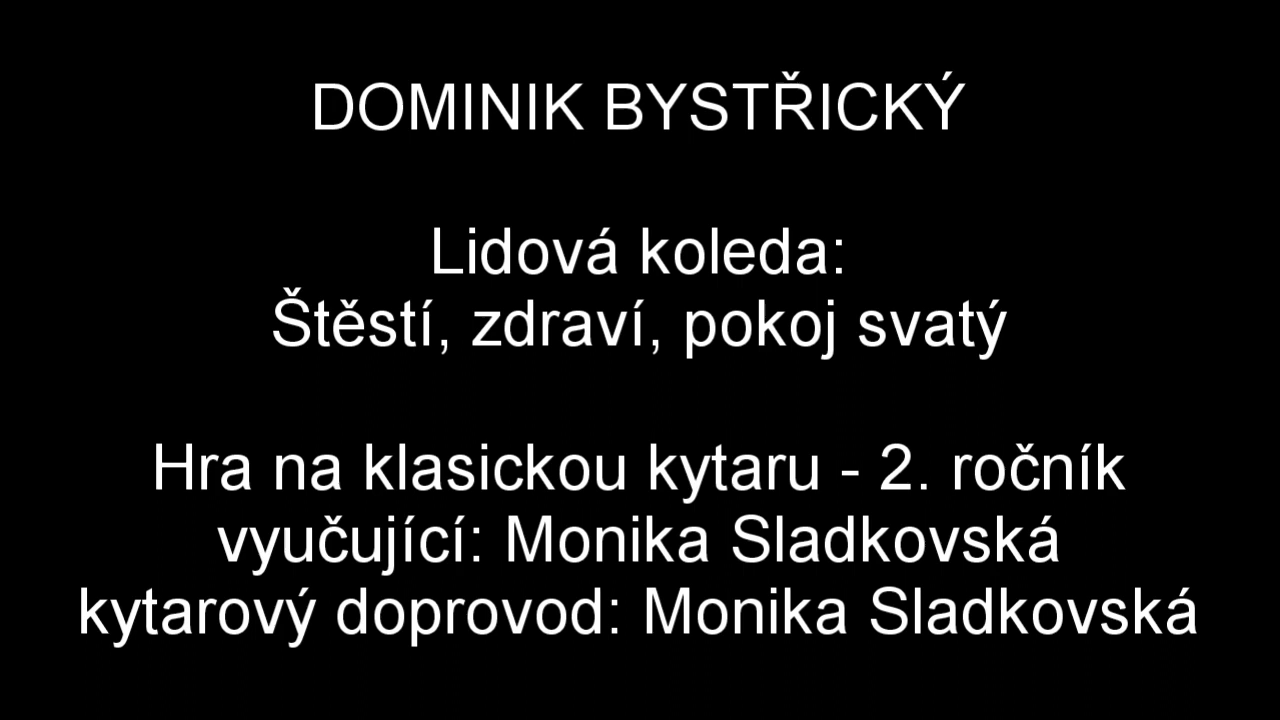 DOMINIK BYSTŘICKÝ
Lidová koleda:
Štěstí, zdraví, pokoj svatý
Hra na klasickou kytaru - 2. ročník
vyučující: Monika Sladkovská
kytarový doprovod: Monika Sladkovská